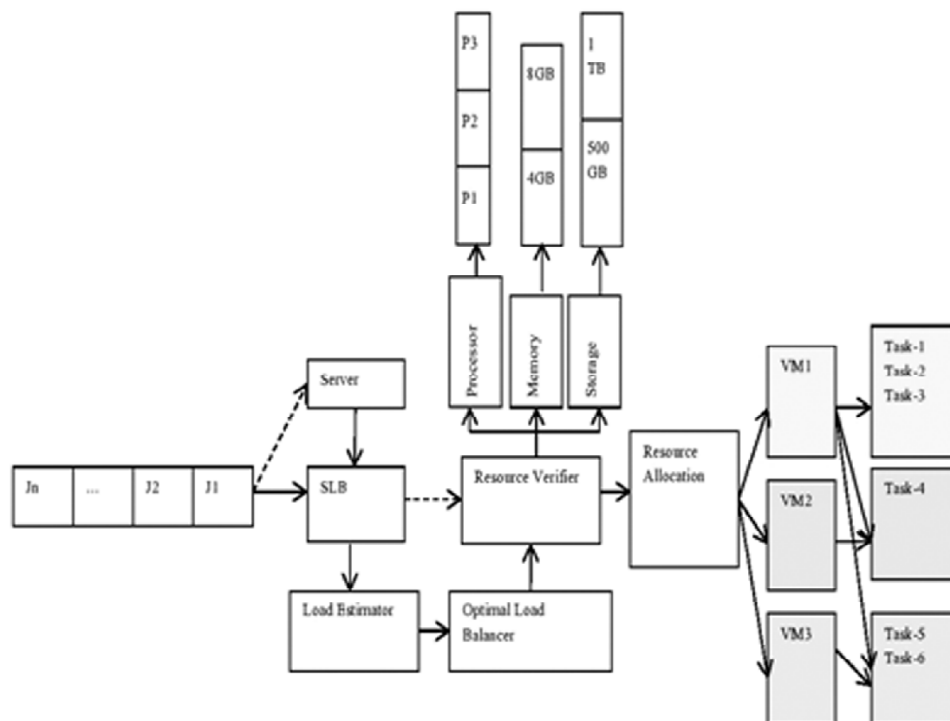 P3
P2
P1
8GB
4GB
1
TB
500
GB
Processor
Memory
Storage
Server
Jn
...
J2
J1
SLB
Resource Verifier
Resource
Allocation
Load Estimator
Optimal Load
Balancer
VM1
VM2
VM3
Task-1
Task-2
Task-3
Task-4
Task-5
Task-6